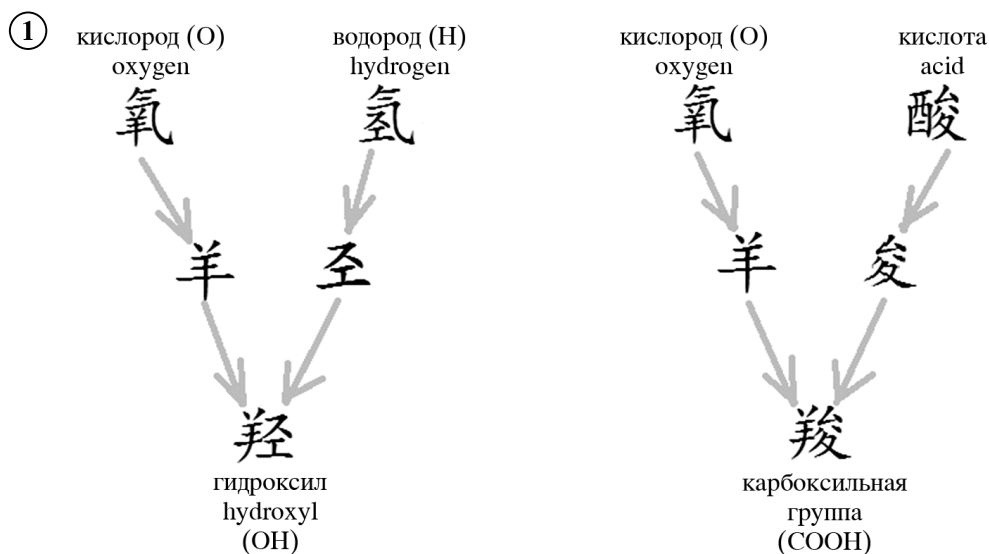 1
кислород (O)
oxygen
氧
водород (H)
hydrogen
氢
羊
圣
羟
гидроксил
hydroxyl
(OH)
кислород (O)
oxygen
氧
кислота
acid
酸
羊
夋
羧
карбоксильная
группа
(COOH)